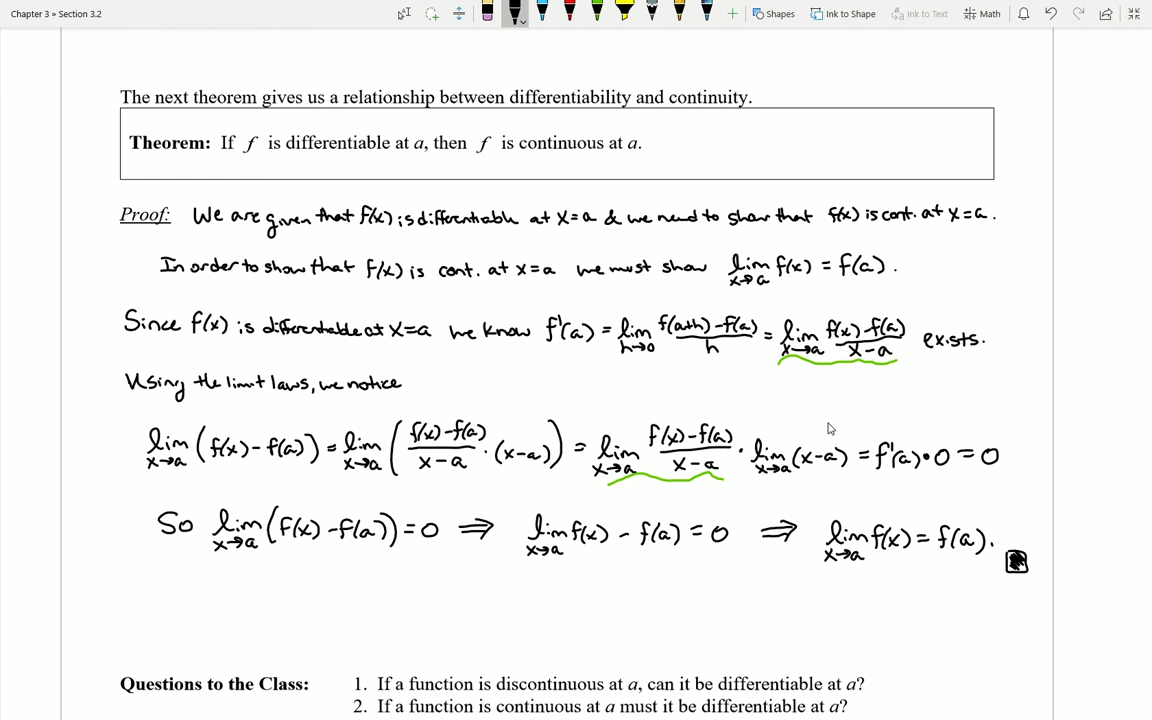 Chapter 3 » Section 3.2
Shapes Ink to Shape Ink to Text Math
The next theorem gives us a relationship between differentiability and continuity.
Theorem: If f is differentiable at a, then f is continuous at a.
Proof: We are given that f(x) is differentiable at x=a & we need to show that f(x) is cont. at x=a.
In order to show that f(x) is cont. at x=a we must show lim x→a f(x) = f(a).
Since f(x) is differentiable at x=a we know f'(a) = lim h→0 (f(a+h)-f(a))/h = lim x→a (f(x)-f(a))/(x-a) exists.
Using the limit laws, we notice
lim x→a (f(x)-f(a)) = lim x→a ((f(x)-f(a))/(x-a) · (x-a)) = lim x→a (f(x)-f(a))/(x-a) · lim x→a (x-a) = f'(a)•0 = 0
So lim x→a (f(x)-f(a)) = 0 ⇒ lim x→a f(x) - f(a) = 0 ⇒ lim x→a f(x) = f(a).
Questions to the Class: 1. If a function is discontinuous at a, can it be differentiable at a?
2. If a function is continuous at a must it be differentiable at a?